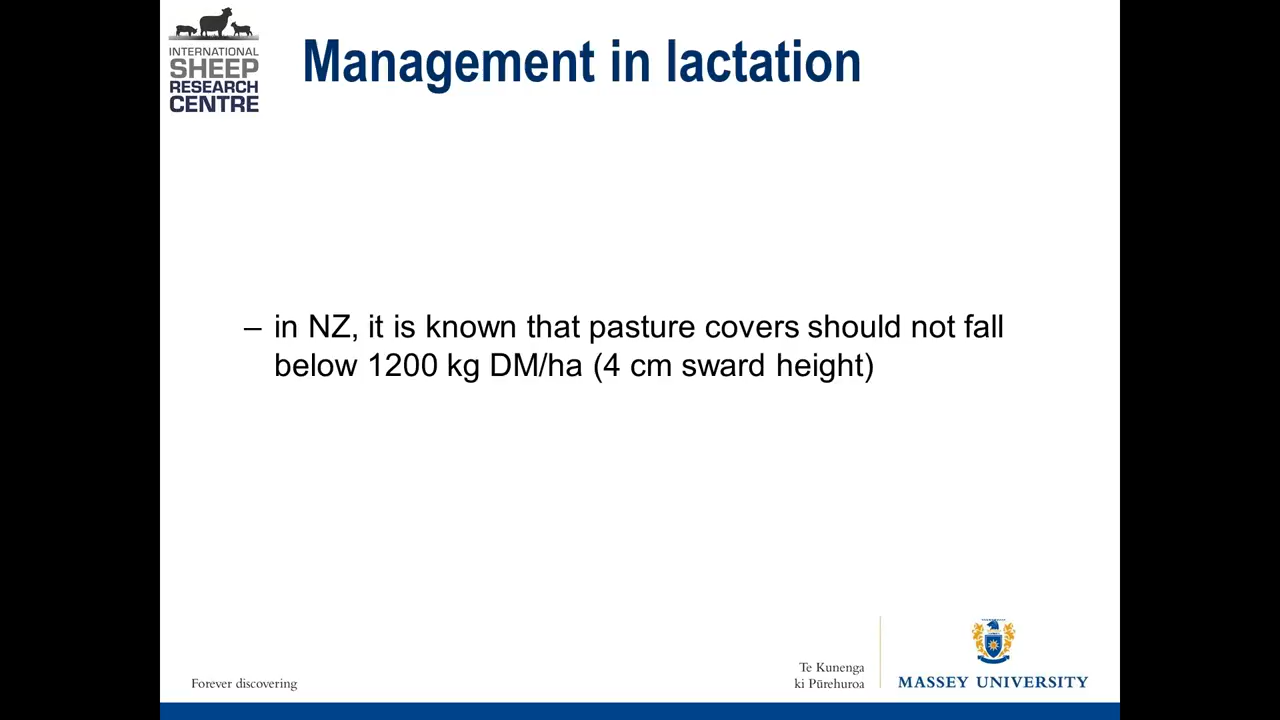 INTERNATIONAL
SHEEP
RESEARCH
CENTRE
Management in lactation
– in NZ, it is known that pasture covers should not fall
below 1200 kg DM/ha (4 cm sward height)
Forever discovering
Te Kunenga
ki Pūrehuroa
MASSEY UNIVERSITY